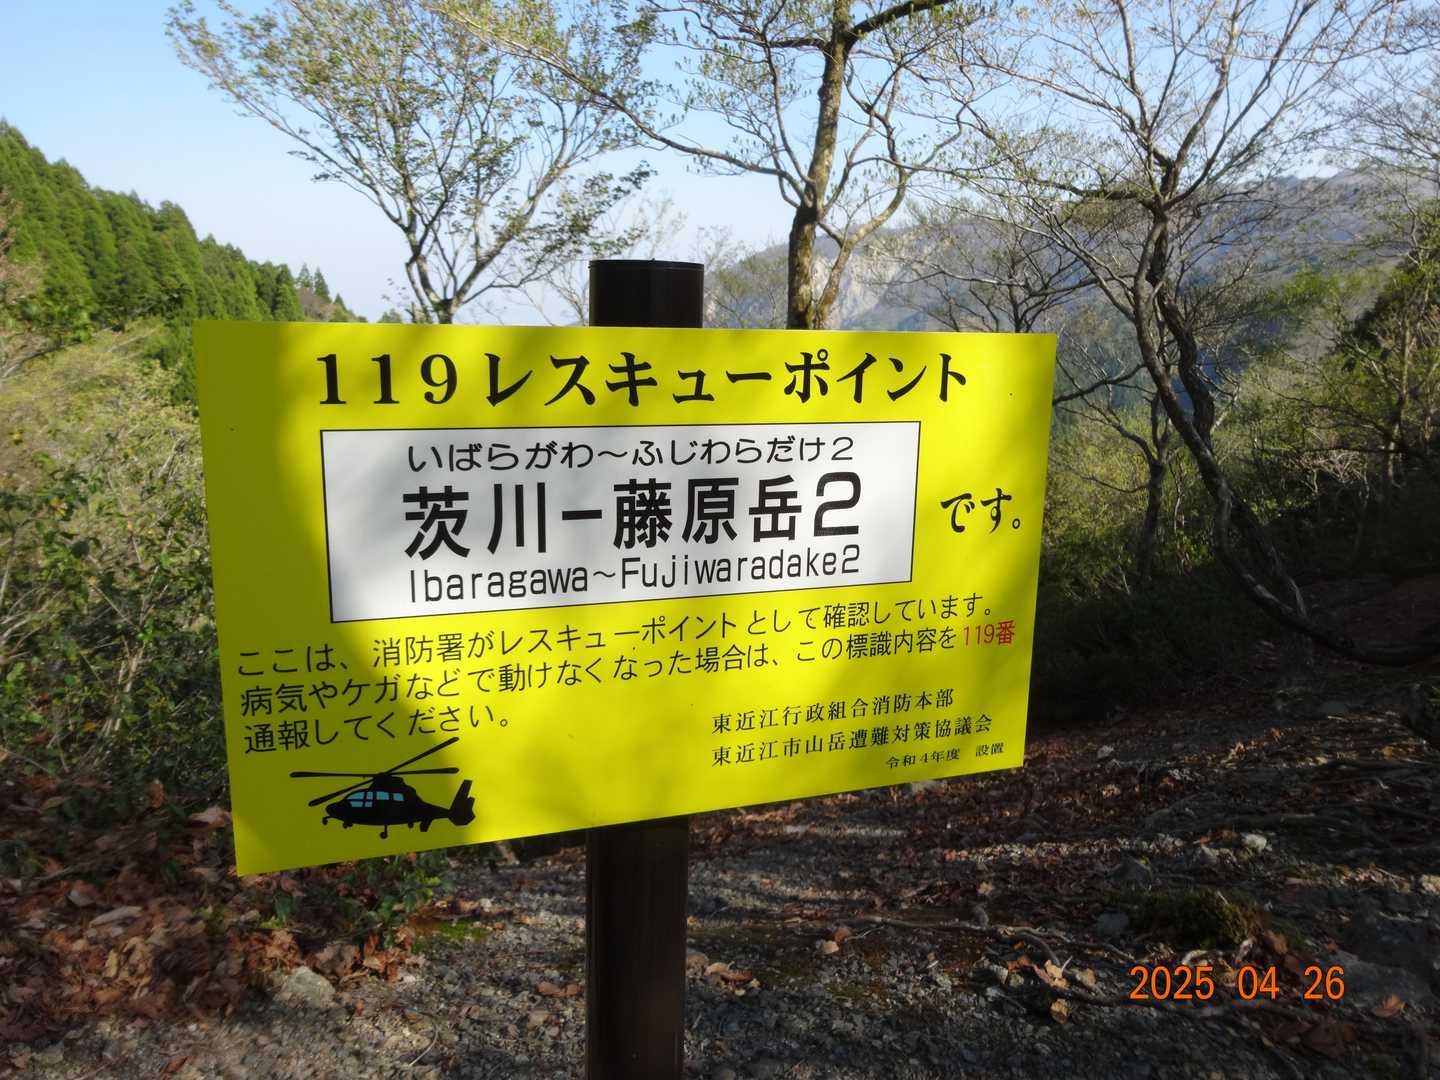 119レスキューポイント
いばらがわ～ふじわらだけ2
茨川－藤原岳2
です。
Ibaragawa～Fujiwaradake2
ここは、消防署がレスキューポイントとして確認しています。
病気やケガなどで動けなくなった場合は、この標識内容を119番
通報してください。
東近江行政組合消防本部
東近江市山岳遭難対策協議会
令和4年度 設置
2025 04 26